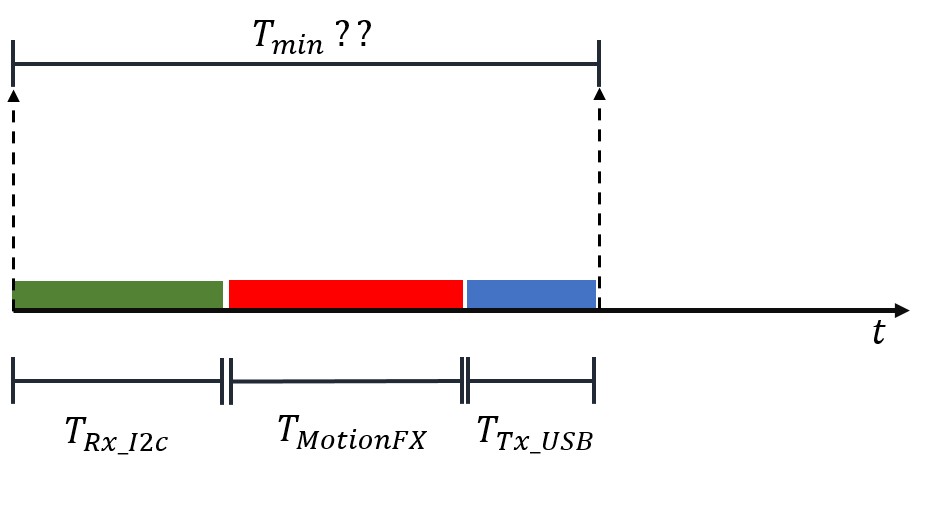 T_min ??
t
T_Rx_I2c
T_MotionFX
T_Tx_USB